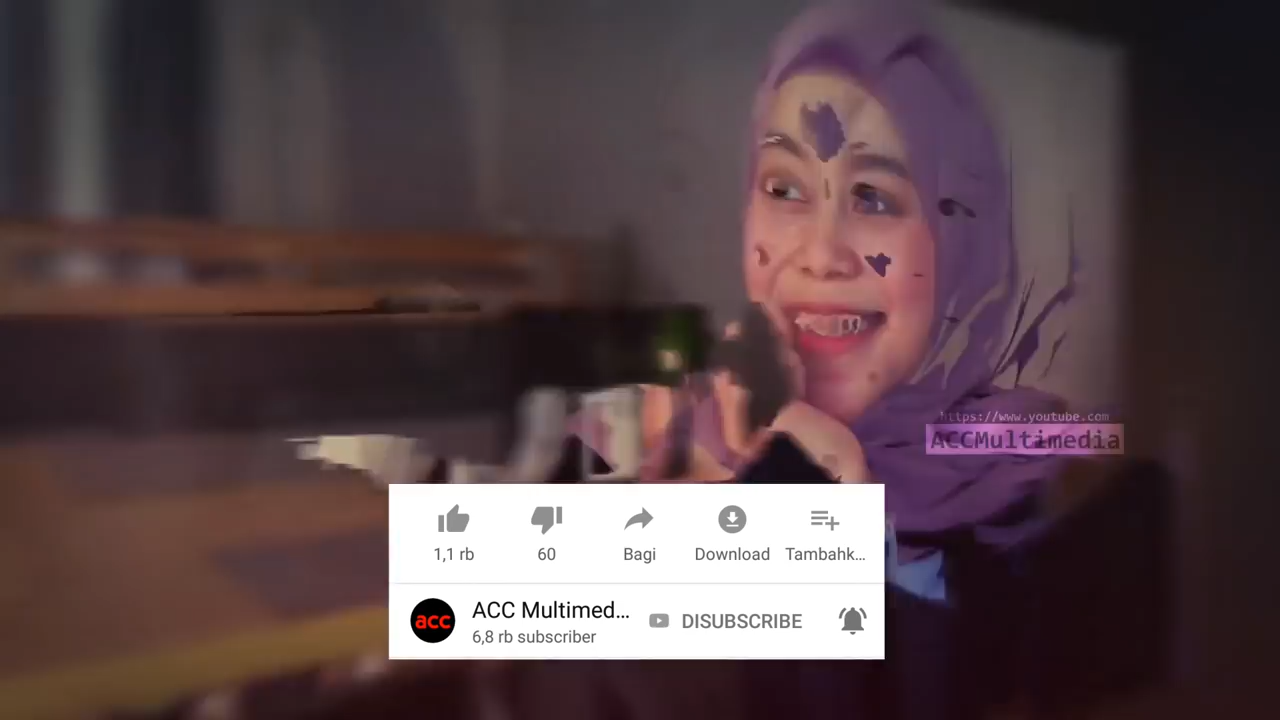 https://www.youtube.com
ACCMultimedia
1,1 rb
60
Bagi
Download
Tambahk...
acc
ACC Multimed...
6,8 rb subscriber
DISUBSCRIBE